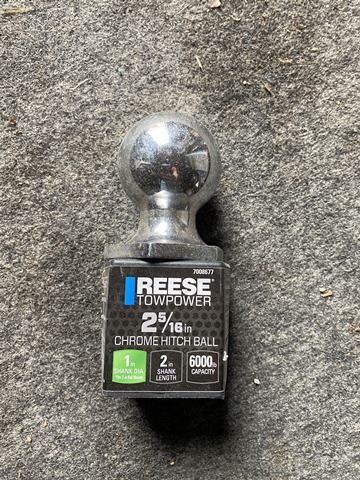 7008677
REESE
TOWPOWER
2 5/16 in
CHROME HITCH BALL
1 in
SHANK DIA
2 in
SHANK
LENGTH
6000 lb
CAPACITY